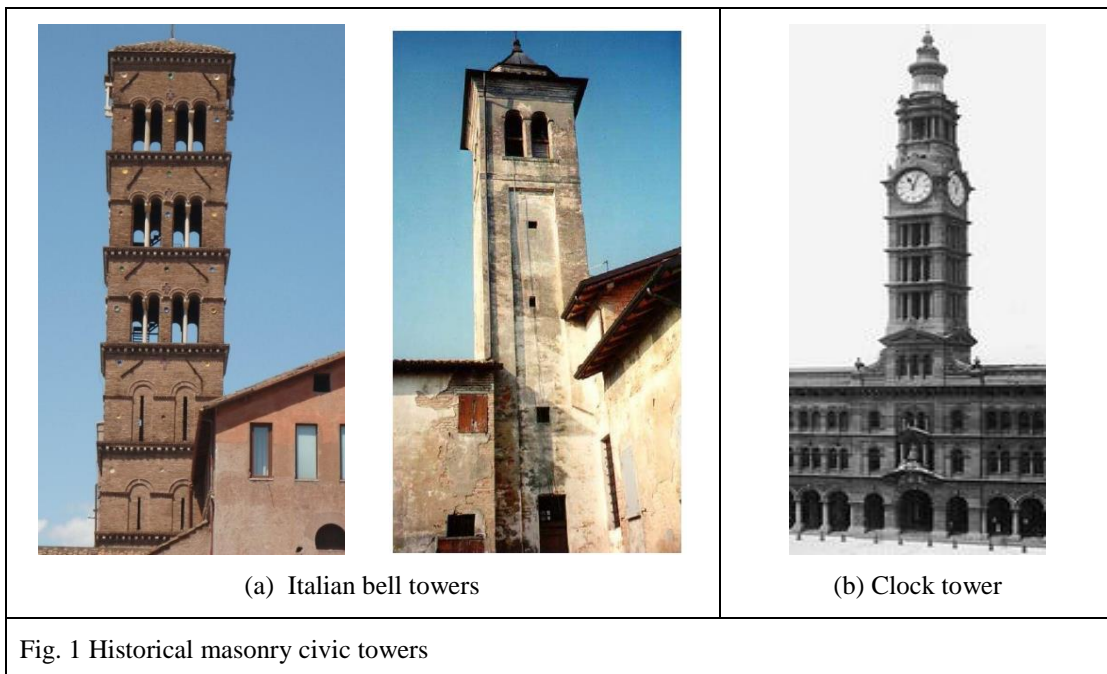 (a) Italian bell towers
(b) Clock tower
Fig. 1 Historical masonry civic towers